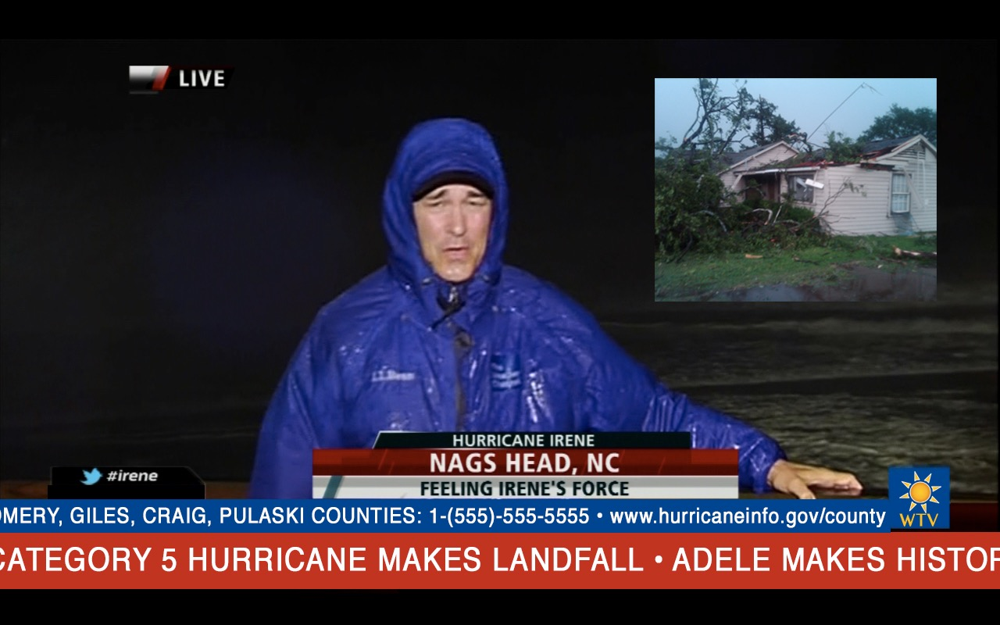 LIVE
L.L.Bean
HURRICANE IRENE
NAGS HEAD, NC
FEELING IRENE'S FORCE
#irene
OMERY, GILES, CRAIG, PULASKI COUNTIES: 1-(555)-555-5555 • www.hurricaneinfo.gov/county
WTV
CATEGORY 5 HURRICANE MAKES LANDFALL • ADELE MAKES HISTOR